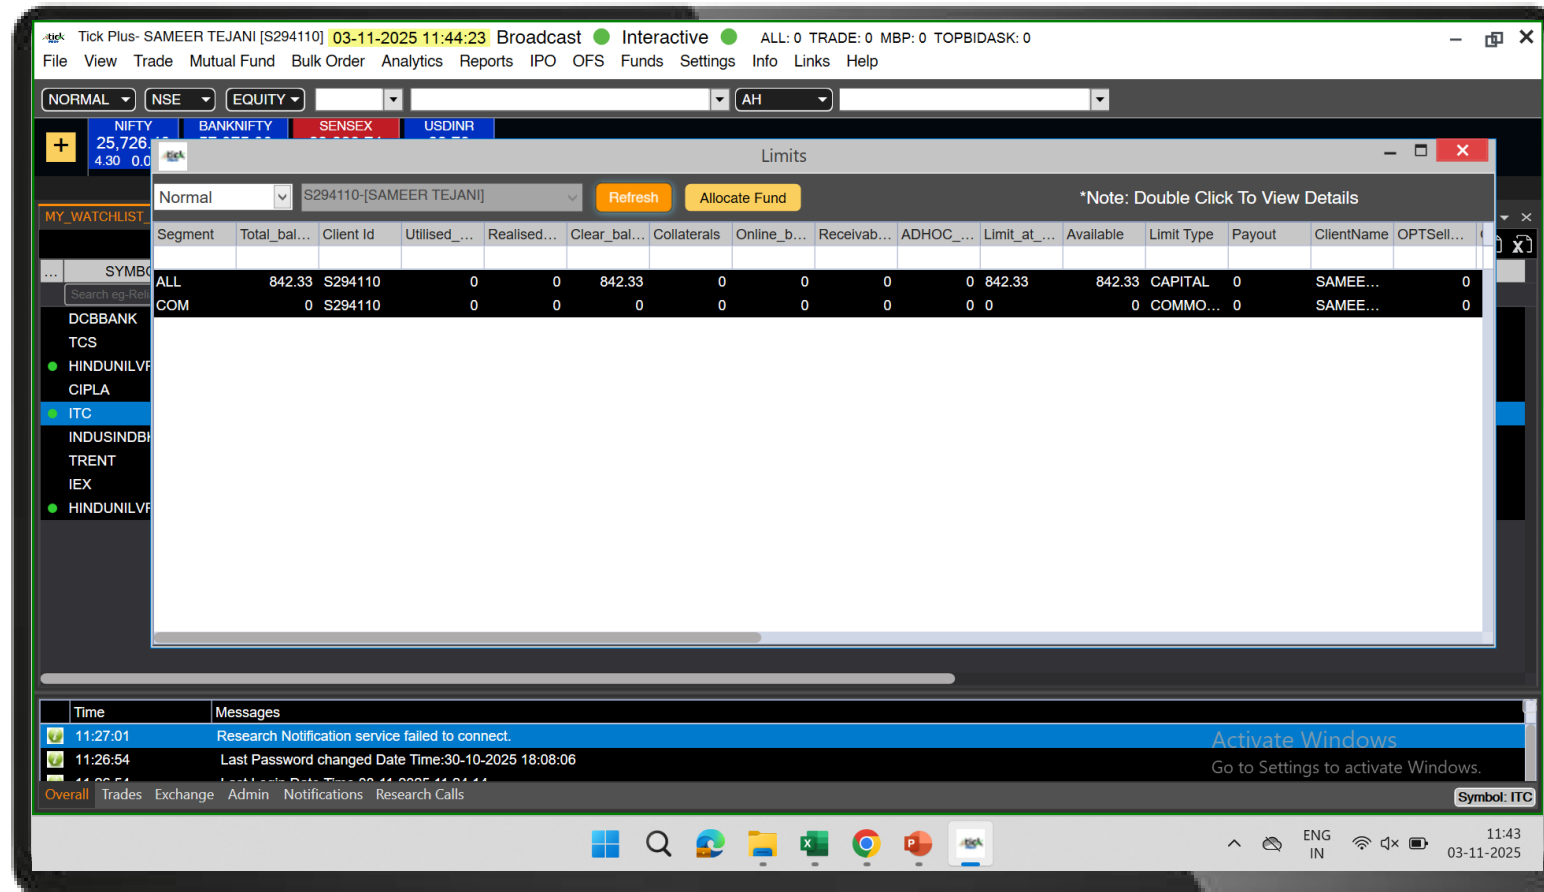 tick Tick Plus- SAMEER TEJANI [S294110] 03-11-2025 11:44:23 Broadcast Interactive ALL: 0 TRADE: 0 MBP: 0 TOPBIDASK: 0
File View Trade Mutual Fund Bulk Order Analytics Reports IPO OFS Funds Settings Info Links Help
NORMAL NSE EQUITY AH
NIFTY BANKNIFTY SENSEX USDINR
+ 25,726.
4.30 0.0
tick Limits
Normal S294110-[SAMEER TEJANI] Refresh Allocate Fund *Note: Double Click To View Details
MY_WATCHLIST_
Segment Total_bal... Client Id Utilised_... Realised... Clear_bal... Collaterals Online_b... Receivab... ADHOC_... Limit_at_... Available Limit Type Payout ClientName OPTSell...
... SYMBO
ALL 842.33 S294110 0 0 842.33 0 0 0 0 842.33 842.33 CAPITAL 0 SAMEE... 0
Search eg-Reli
COM 0 S294110 0 0 0 0 0 0 0 0 0 COMMO... 0 SAMEE... 0
DCBBANK
TCS
HINDUNILVR
CIPLA
ITC
INDUSINDBK
TRENT
IEX
HINDUNILVR
Time Messages
11:27:01 Research Notification service failed to connect.
11:26:54 Last Password changed Date Time:30-10-2025 18:08:06
Activate Windows
Go to Settings to activate Windows.
Overall Trades Exchange Admin Notifications Research Calls Symbol: ITC
ENG 11:43
IN 03-11-2025